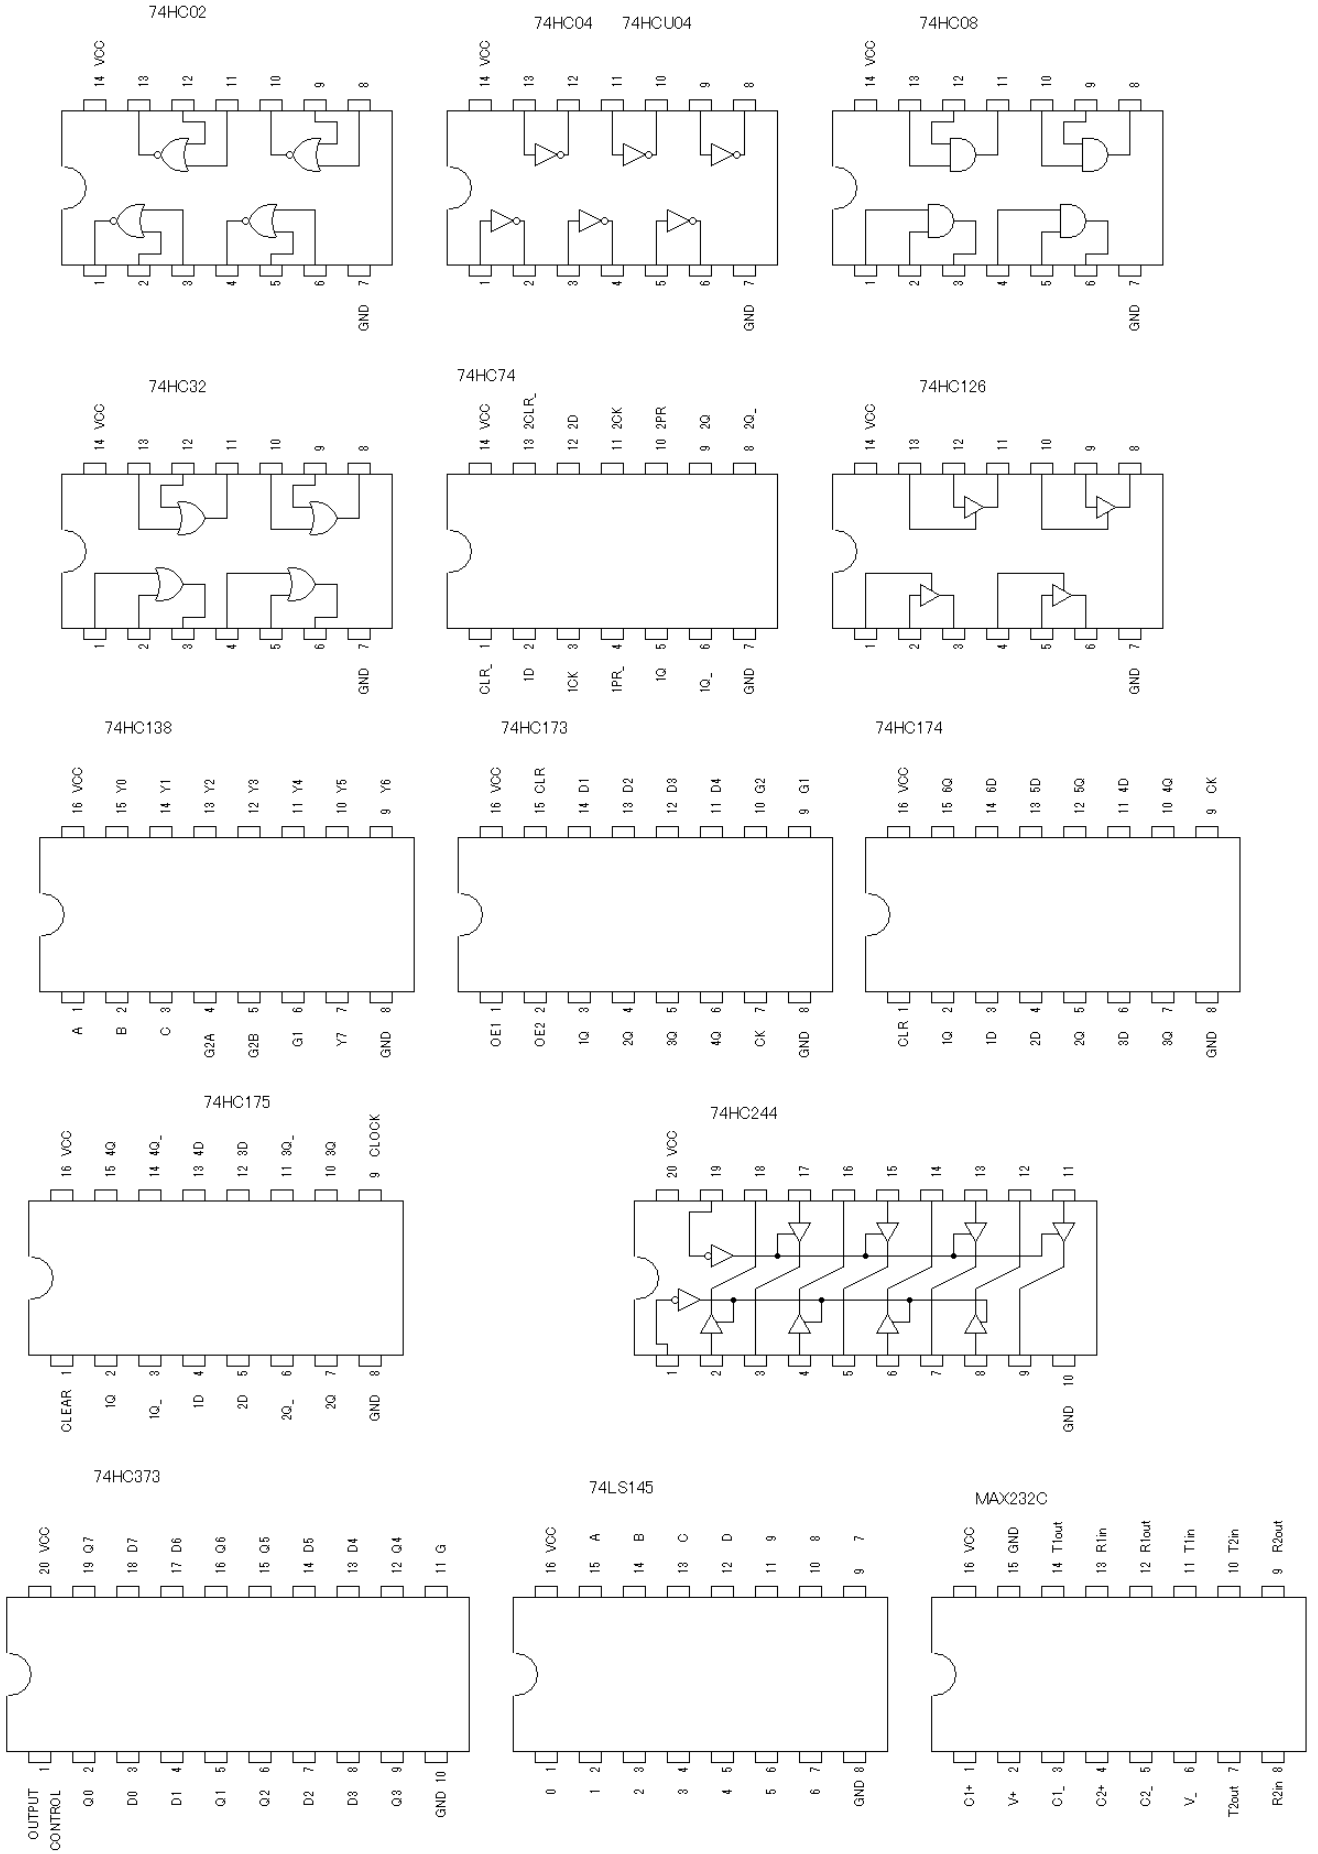 74HC02
14 VCC
13
12
11
10
9
8
1
2
3
4
5
6
7
GND
74HC04 74HCU04
14 VCC
13
12
11
10
9
8
1
2
3
4
5
6
7
GND
74HC08
14 VCC
13
12
11
10
9
8
1
2
3
4
5
6
7
GND
74HC32
14 VCC
13
12
11
10
9
8
1
2
3
4
5
6
7
GND
74HC74
14 VCC
13 2CLR_
12 2D
11 2CK
10 2PR
9 2Q
8 2Q_
CLR_ 1
1D 2
1CK 3
1PR_ 4
1Q 5
1Q_ 6
GND 7
74HC126
14 VCC
13
12
11
10
9
8
1
2
3
4
5
6
7
GND
74HC138
16 VCC
15 Y0
14 Y1
13 Y2
12 Y3
11 Y4
10 Y5
9 Y6
A 1
B 2
C 3
G2A 4
G2B 5
G1 6
Y7 7
GND 8
74HC173
16 VCC
15 CLR
14 D1
13 D2
12 D3
11 D4
10 G2
9 G1
OE1 1
OE2 2
1Q 3
2Q 4
3Q 5
4Q 6
CK 7
GND 8
74HC174
16 VCC
15 6Q
14 6D
13 5D
12 5Q
11 4D
10 4Q
9 CK
CLR 1
1Q 2
1D 3
2D 4
2Q 5
3D 6
3Q 7
GND 8
74HC175
16 VCC
15 4Q
14 4Q_
13 4D
12 3D
11 3Q_
10 3Q
9 CLOCK
CLEAR 1
1Q 2
1Q_ 3
1D 4
2D 5
2Q_ 6
2Q 7
GND 8
74HC244
20 VCC
19
18
17
16
15
14
13
12
11
1
2
3
4
5
6
7
8
9
GND 10
74HC373
20 VCC
19 Q7
18 D7
17 D6
16 Q6
15 Q5
14 D5
13 D4
12 Q4
11 G
OUTPUT
CONTROL
1
Q0 2
D0 3
D1 4
Q1 5
Q2 6
D2 7
D3 8
Q3 9
GND 10
74LS145
16 VCC
15 A
14 B
13 C
12 D
11 9
10 8
9 7
0 1
1 2
2 3
3 4
4 5
5 6
6 7
GND 8
MAX232C
16 VCC
15 GND
14 T1out
13 R1in
12 R1out
11 T1in
10 T2in
9 R2out
C1+ 1
V+ 2
C1_ 3
C2+ 4
C2_ 5
V_ 6
T2out 7
R2in 8